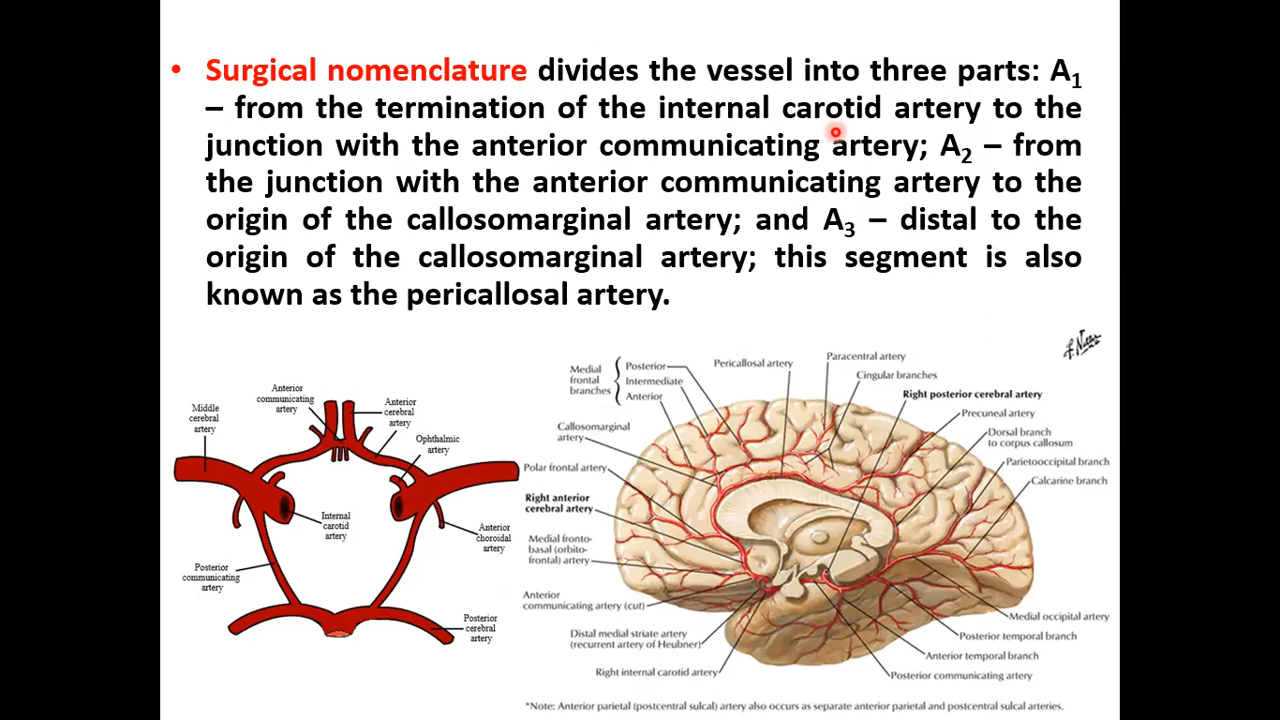 • Surgical nomenclature divides the vessel into three parts: A1
– from the termination of the internal carotid artery to the
junction with the anterior communicating artery; A2 – from
the junction with the anterior communicating artery to the
origin of the callosomarginal artery; and A3 – distal to the
origin of the callosomarginal artery; this segment is also
known as the pericallosal artery.
Anterior
communicating
artery
Middle
cerebral
artery
Anterior
cerebral
artery
Ophthalmic
artery
Internal
carotid
artery
Anterior
choroidal
artery
Posterior
communicating
artery
Posterior
cerebral
artery
Medial
frontal
branches
Posterior
Intermediate
Anterior
Pericallosal artery
Paracentral artery
Cingular branches
Right posterior cerebral artery
Precuneal artery
Dorsal branch
to corpus callosum
Parietooccipital branch
Calcarine branch
Callosomarginal
artery
Polar frontal artery
Right anterior
cerebral artery
Medial fronto-
basal (orbito-
frontal) artery
Anterior
communicating artery (cut)
Distal medial striate artery
(recurrent artery of Heubner)
Right internal carotid artery
Medial occipital artery
Posterior temporal branch
Anterior temporal branch
Posterior communicating artery
*Note: Anterior parietal (postcentral sulcal) artery also occurs as separate anterior parietal and postcentral sulcal arteries.